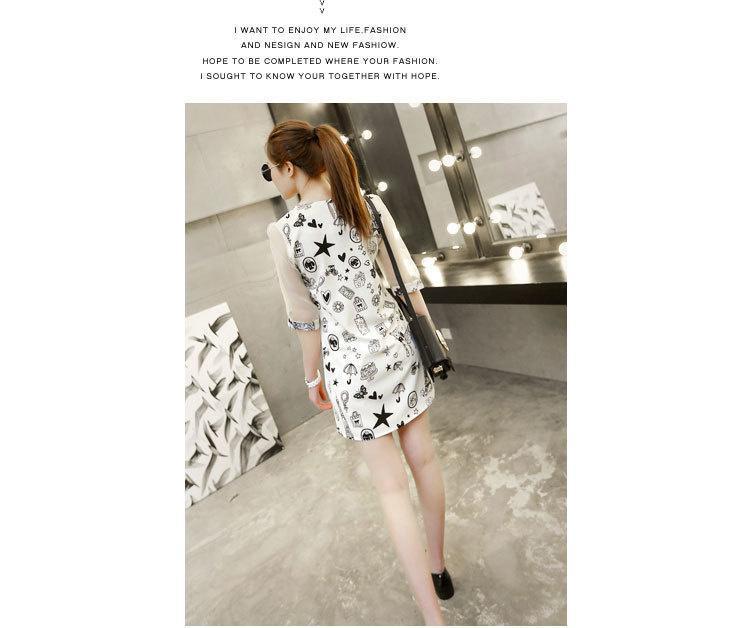 I WANT TO ENJOY MY LIFE.FASHION
AND NESIGN AND NEW FASHIOW.
HOPE TO BE COMPLETED WHERE YOUR FASHION.
I SOUGHT TO KNOW YOUR TOGETHER WITH HOPE.